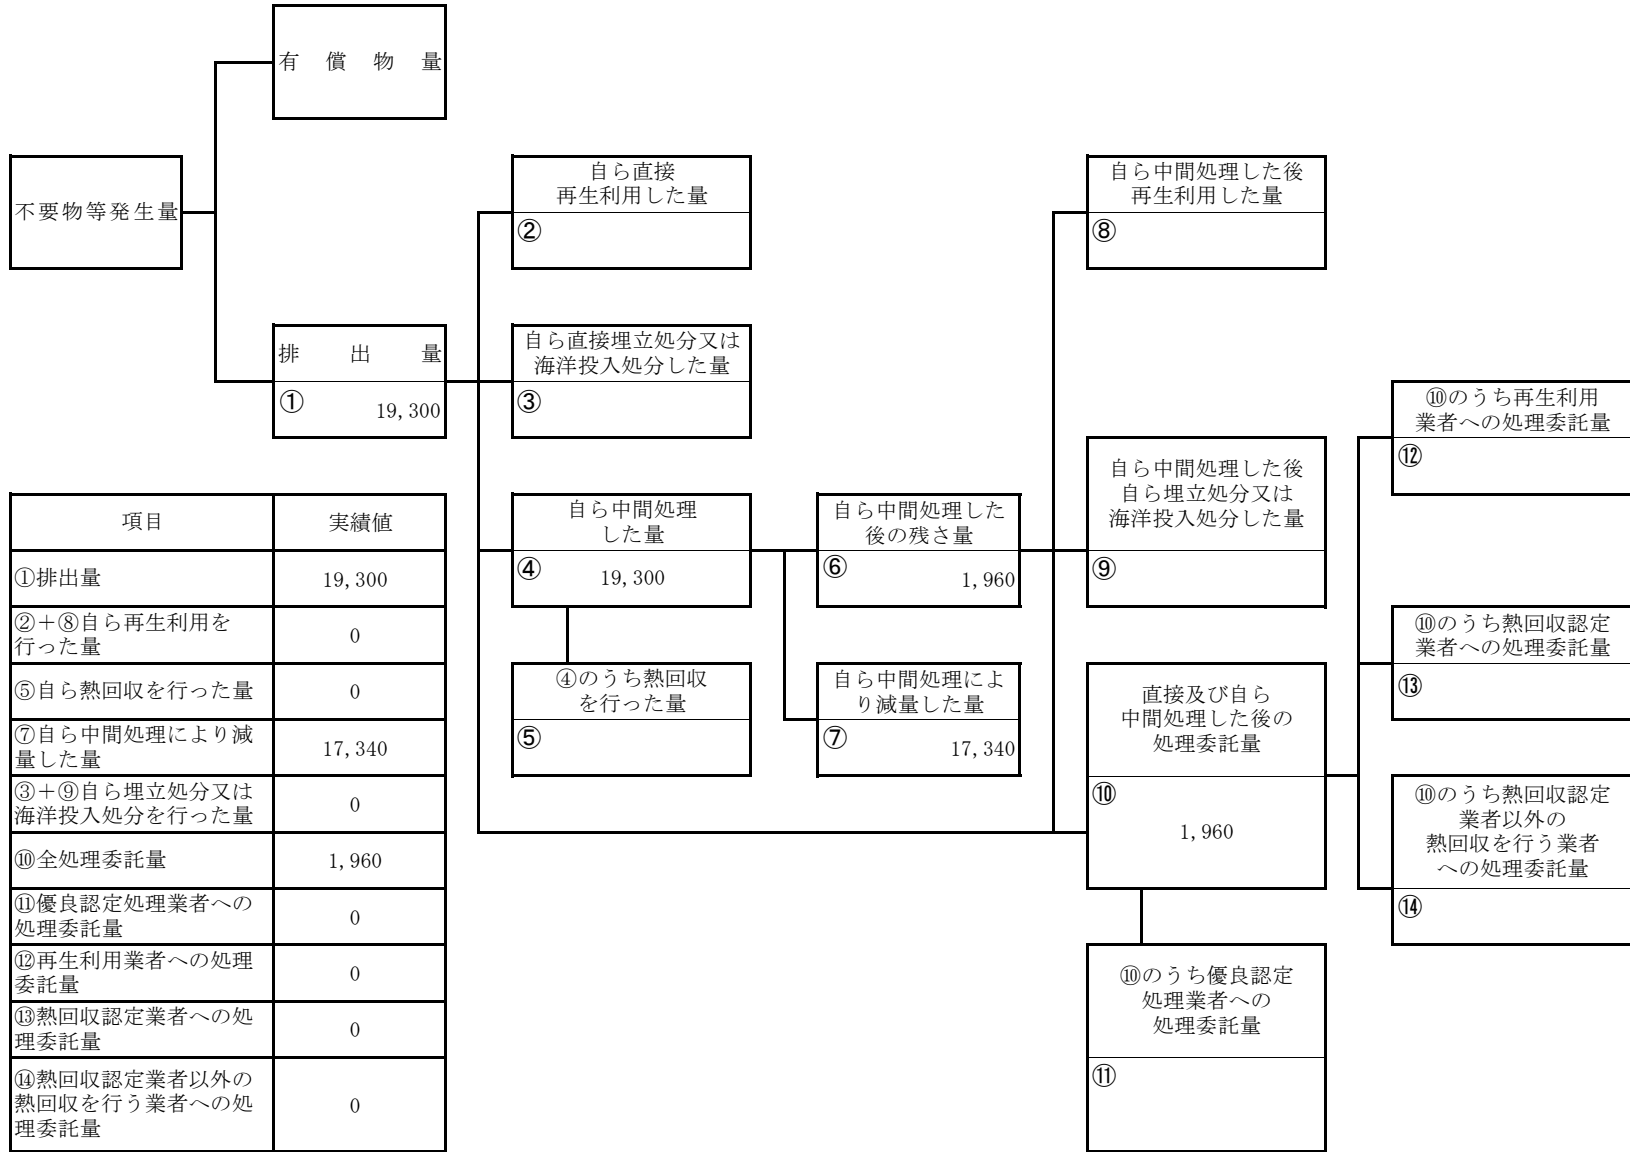 有償物量
不要物等発生量
排出量
①
19,300
自ら直接
再生利用した量
②
自ら直接埋立処分又は
海洋投入処分した量
③
自ら中間処理
した量
④
19,300
④のうち熱回収
を行った量
⑤
自ら中間処理した
後の残さ量
⑥
1,960
自ら中間処理によ
り減量した量
⑦
17,340
自ら中間処理した後
再生利用した量
⑧
自ら中間処理した後
自ら埋立処分又は
海洋投入処分した量
⑨
直接及び自ら
中間処理した後の
処理委託量
⑩
1,960
⑩のうち優良認定
処理業者への
処理委託量
⑪
⑩のうち再生利用
業者への処理委託量
⑫
⑩のうち熱回収認定
業者への処理委託量
⑬
⑩のうち熱回収認定
業者以外の
熱回収を行う業者
への処理委託量
⑭
項目
実績値
①排出量
19,300
②+⑧自ら再生利用を
行った量
0
⑤自ら熱回収を行った量
0
⑦自ら中間処理により減
量した量
17,340
③+⑨自ら埋立処分又は
海洋投入処分を行った量
0
⑩全処理委託量
1,960
⑪優良認定処理業者への
処理委託量
0
⑫再生利用業者への処理
委託量
0
⑬熱回収認定業者への処
理委託量
0
⑭熱回収認定業者以外の
熱回収を行う業者への処
理委託量
0